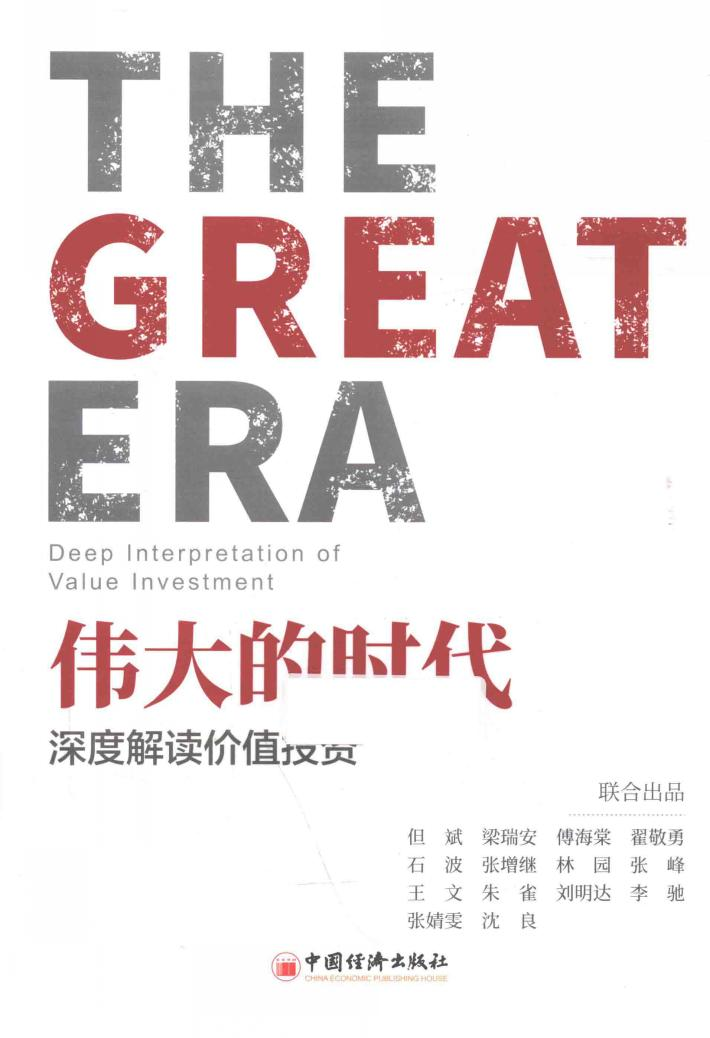 THE
GREAT
ERA
Deep Interpretation of
Value Investment
伟大的时代
深度解读价值投资
联合出品
但 斌 梁瑞安 傅海棠 翟敬勇
石 波 张增继 林 园 张 峰
王 文 朱 雀 刘明达 李 驰
张婧雯 沈 良
中国经济出版社
CHINA ECONOMIC PUBLISHING HOUSE